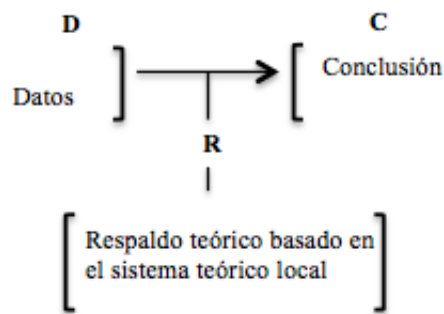 D
C
Datos
Conclusión
R
Respaldo teórico basado en
el sistema teórico local